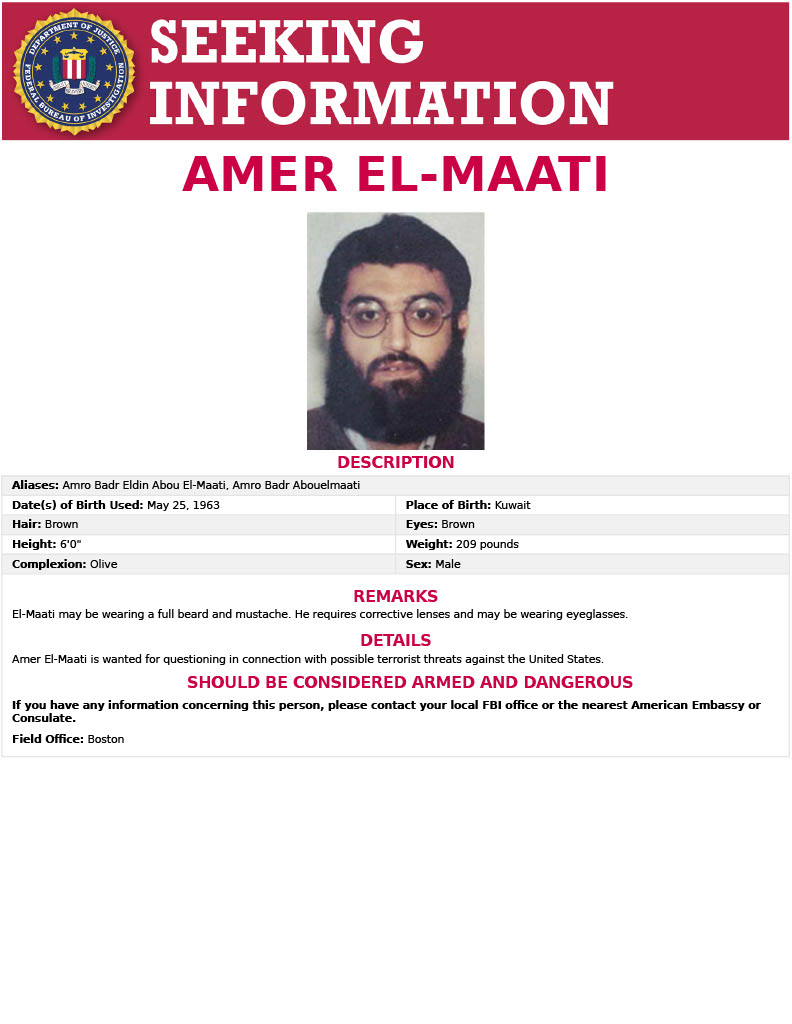 DEPARTMENT OF JUSTICE
FEDERAL BUREAU OF INVESTIGATION
SEEKING
INFORMATION
AMER EL-MAATI
DESCRIPTION
Aliases: Amro Badr Eldin Abou El-Maati, Amro Badr Abouelmaati
Date(s) of Birth Used: May 25, 1963 Place of Birth: Kuwait
Hair: Brown Eyes: Brown
Height: 6'0" Weight: 209 pounds
Complexion: Olive Sex: Male
REMARKS
El-Maati may be wearing a full beard and mustache. He requires corrective lenses and may be wearing eyeglasses.
DETAILS
Amer El-Maati is wanted for questioning in connection with possible terrorist threats against the United States.
SHOULD BE CONSIDERED ARMED AND DANGEROUS
If you have any information concerning this person, please contact your local FBI office or the nearest American Embassy or
Consulate.
Field Office: Boston